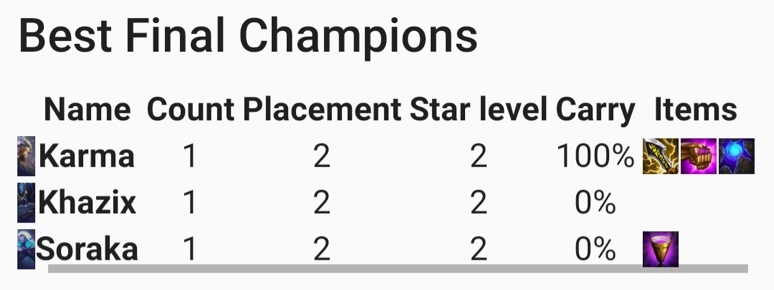 Best Final Champions
Name Count Placement Star level Carry Items
Karma 1 2 2 100%
Khazix 1 2 2 0%
Soraka 1 2 2 0%